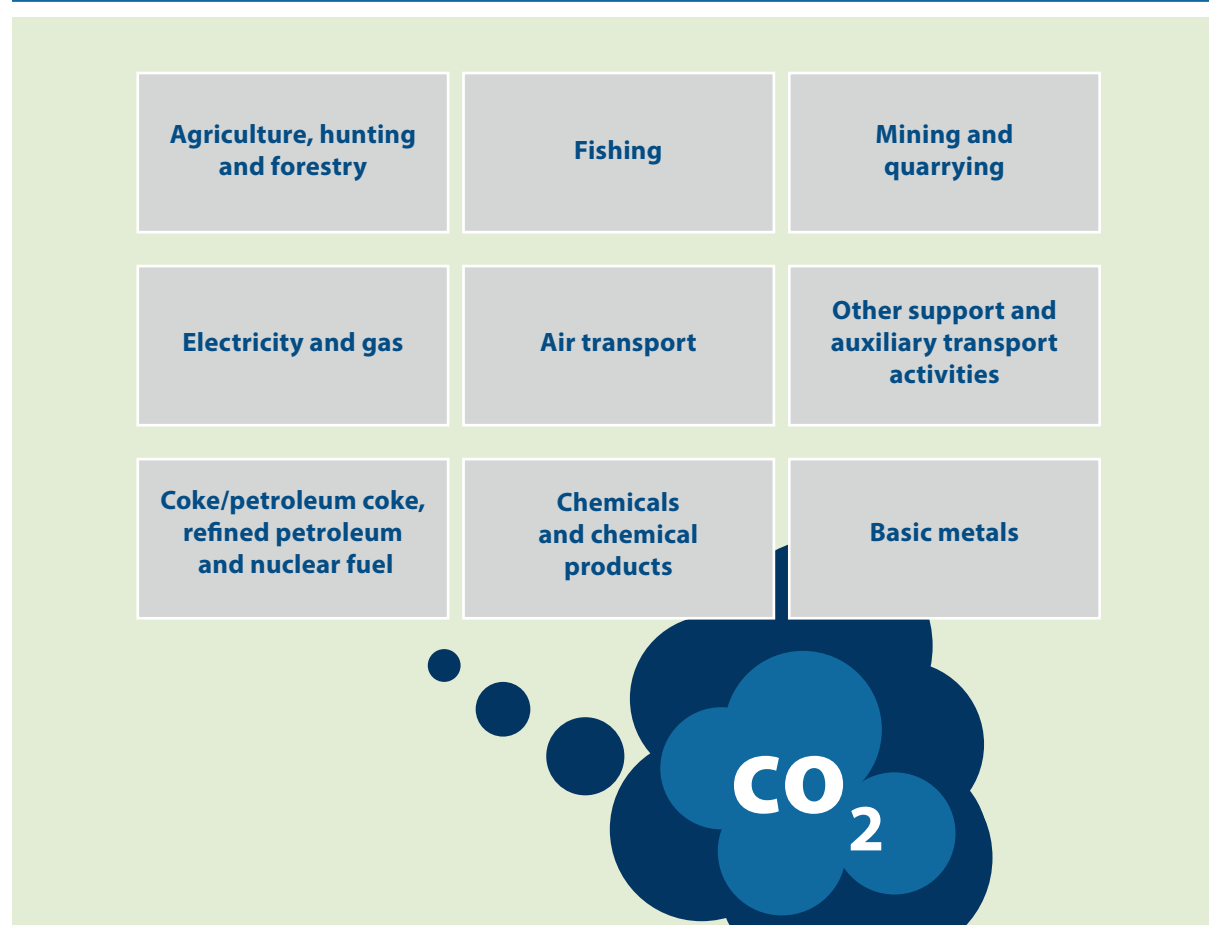 Agriculture, hunting
and forestry
Fishing
Mining and
quarrying
Electricity and gas
Air transport
Other support and
auxiliary transport
activities
Coke/petroleum coke,
refined petroleum
and nuclear fuel
Chemicals
and chemical
products
Basic metals
CO2